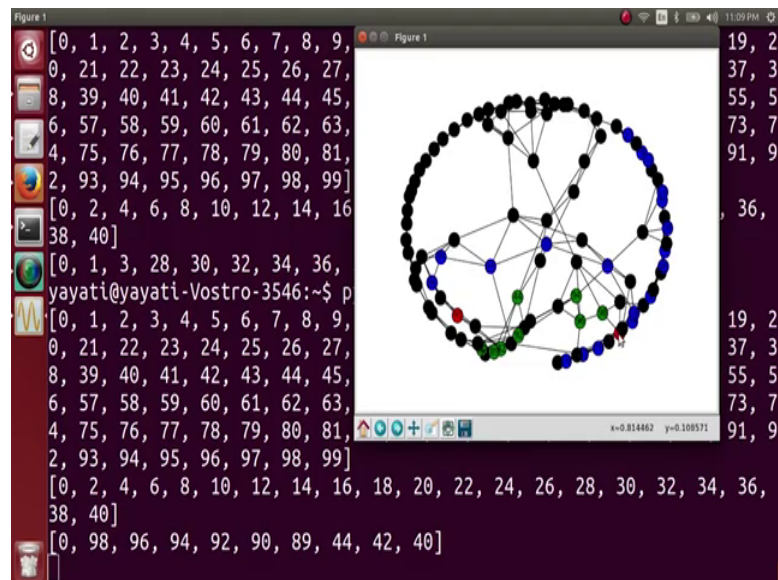 Figure 1
En 11:09 PM
Figure 1
[0, 1, 2, 3, 4, 5, 6, 7, 8, 9, 19, 2
0, 21, 22, 23, 24, 25, 26, 27, 37, 3
8, 39, 40, 41, 42, 43, 44, 45, 55, 5
6, 57, 58, 59, 60, 61, 62, 63, 73, 7
4, 75, 76, 77, 78, 79, 80, 81, 91, 9
2, 93, 94, 95, 96, 97, 98, 99]
[0, 2, 4, 6, 8, 10, 12, 14, 16 , 36,
38, 40]
[0, 1, 3, 28, 30, 32, 34, 36,
yayati@yayati-Vostro-3546:~$ p
[0, 1, 2, 3, 4, 5, 6, 7, 8, 9, 19, 2
0, 21, 22, 23, 24, 25, 26, 27, 37, 3
8, 39, 40, 41, 42, 43, 44, 45, 55, 5
6, 57, 58, 59, 60, 61, 62, 63, 73, 7
x=0.814462 y=0.108571
4, 75, 76, 77, 78, 79, 80, 81, 91, 9
2, 93, 94, 95, 96, 97, 98, 99]
[0, 2, 4, 6, 8, 10, 12, 14, 16, 18, 20, 22, 24, 26, 28, 30, 32, 34, 36,
38, 40]
[0, 98, 96, 94, 92, 90, 89, 44, 42, 40]